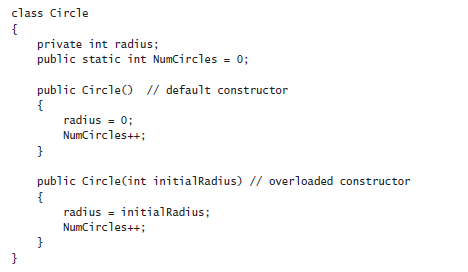 class Circle
{
    private int radius;
    public static int NumCircles = 0;

    public Circle()  // default constructor
    {
        radius = 0;
        NumCircles++;
    }

    public Circle(int initialRadius) // overloaded constructor
    {
        radius = initialRadius;
        NumCircles++;
    }
}